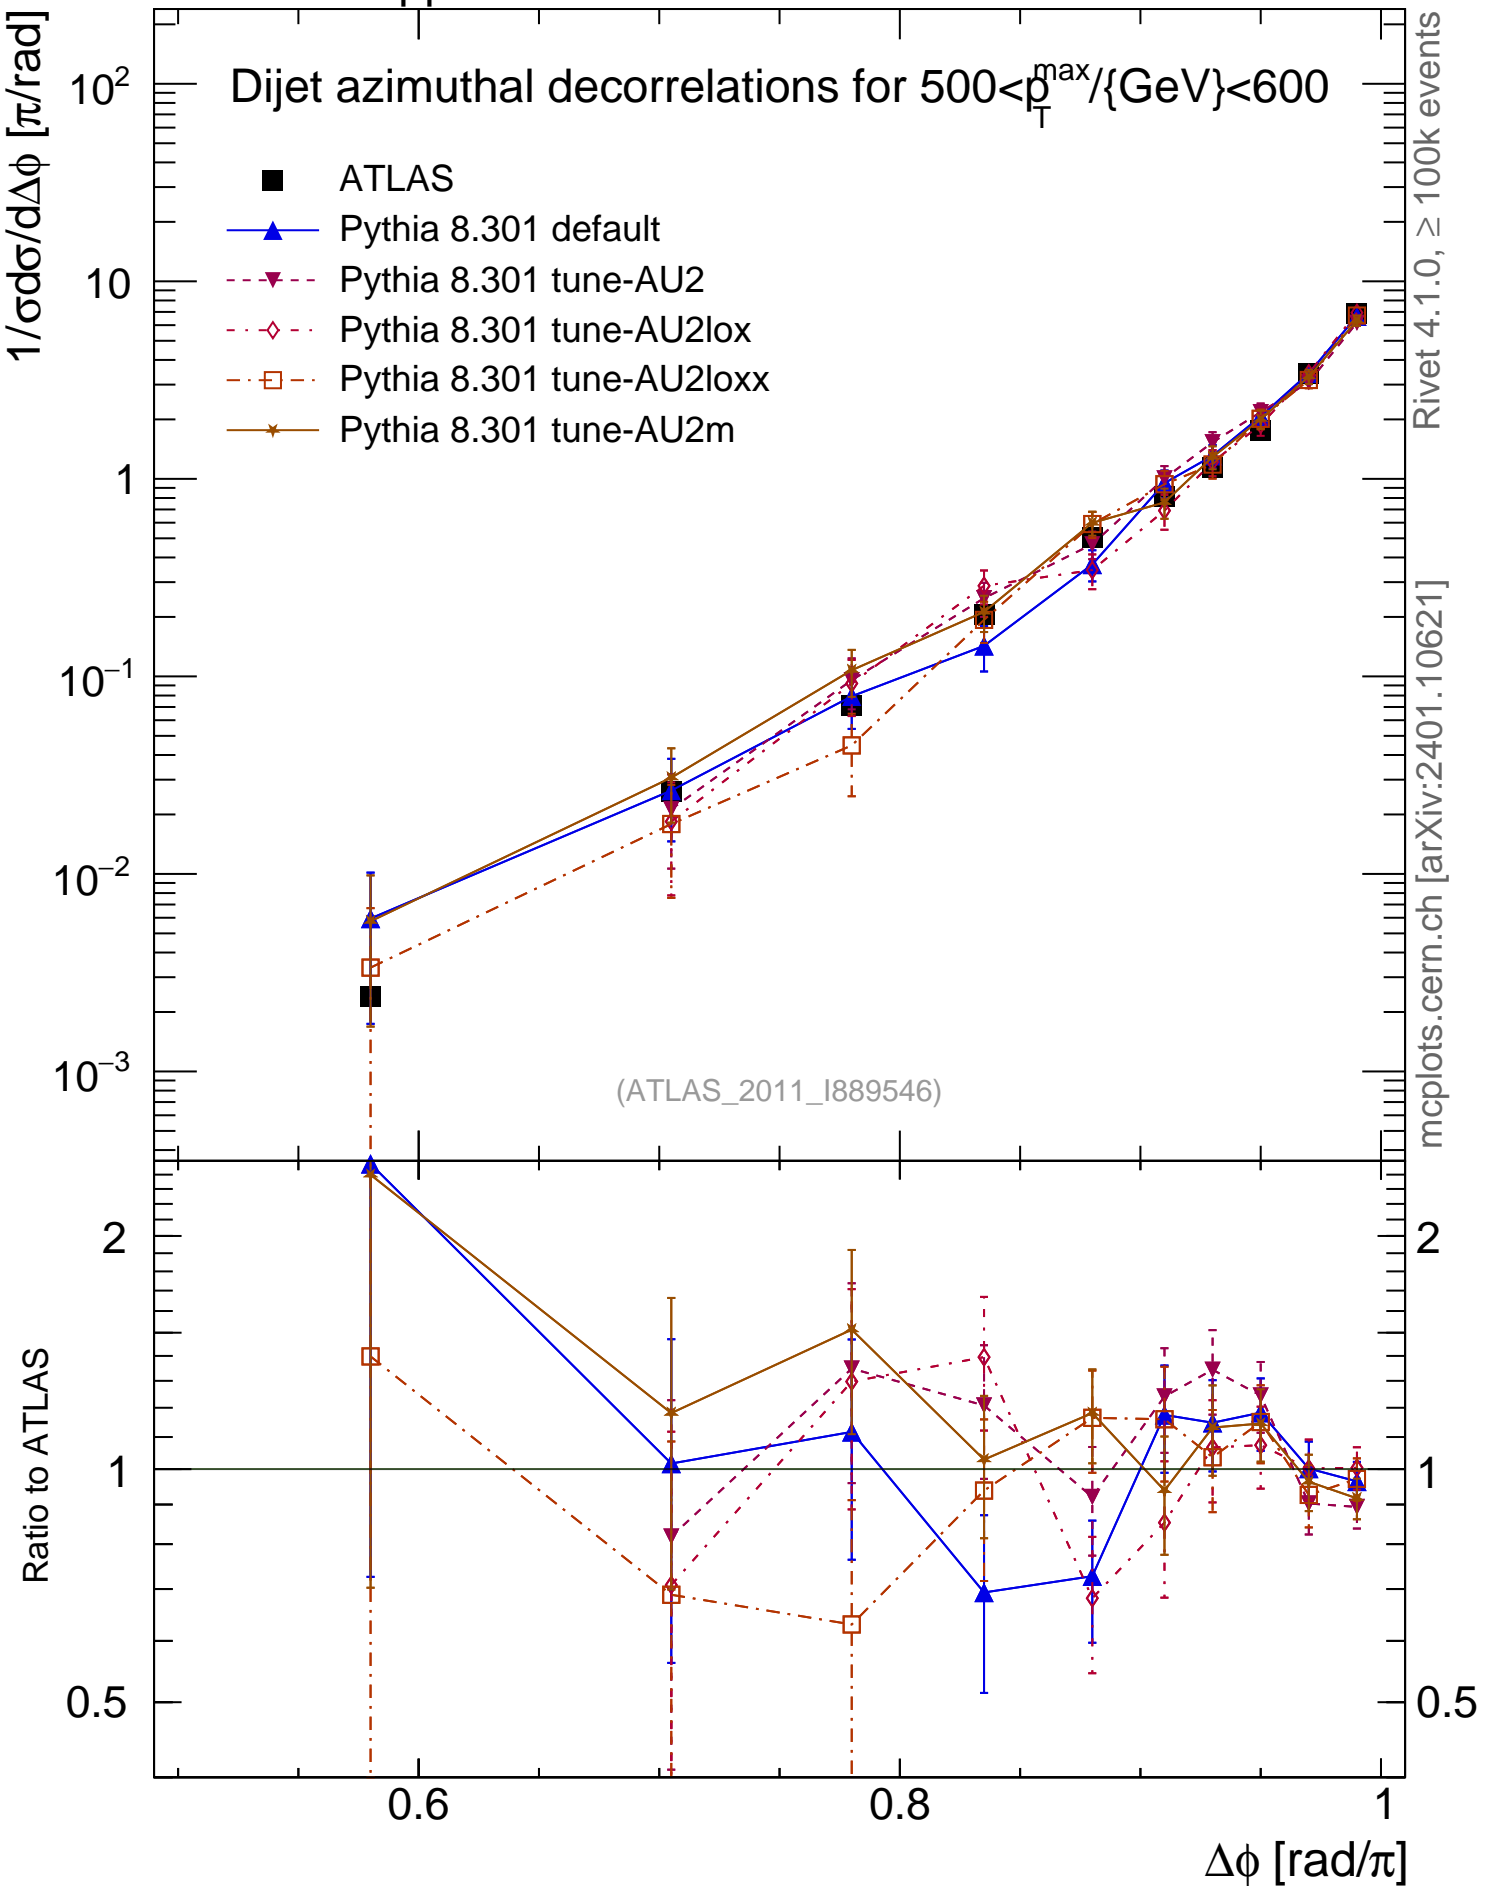 Dijet azimuthal decorrelations for 500<p_T^max/{GeV}<600
1/σdσ/dΔϕ [π/rad]
ATLAS
Pythia 8.301 default
Pythia 8.301 tune-AU2
Pythia 8.301 tune-AU2lox
Pythia 8.301 tune-AU2loxx
Pythia 8.301 tune-AU2m
10²
10
1
10⁻¹
10⁻²
10⁻³
(ATLAS_2011_I889546)
Rivet 4.1.0, ≥ 100k events
mcplots.cern.ch [arXiv:2401.10621]
Ratio to ATLAS
2
1
0.5
2
1
0.5
0.6
0.8
1
Δϕ [rad/π]